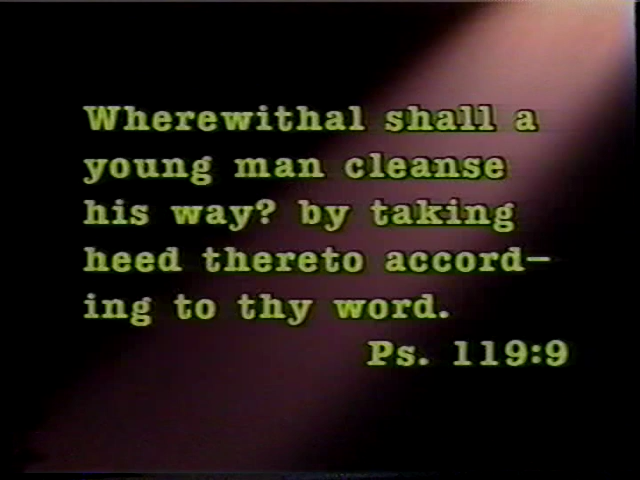 Wherewithal shall a
young man cleanse
his way? by taking
heed thereto accord-
ing to thy word.
Ps. 119:9